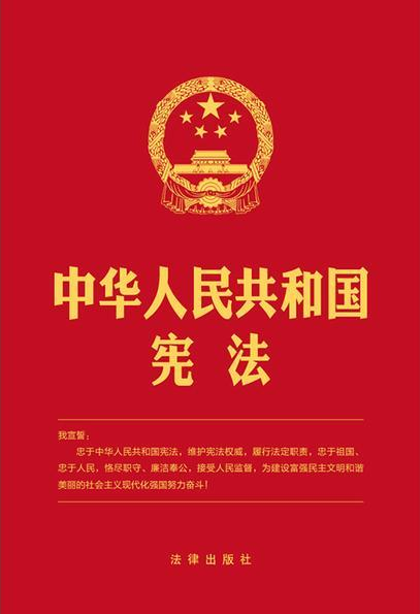 中华人民共和国
宪法
我宣誓：
忠于中华人民共和国宪法，维护宪法权威，履行法定职责，忠于祖国、
忠于人民，恪尽职守、廉洁奉公，接受人民监督，为建设富强民主文明和谐
美丽的社会主义现代化强国努力奋斗！
法律出版社